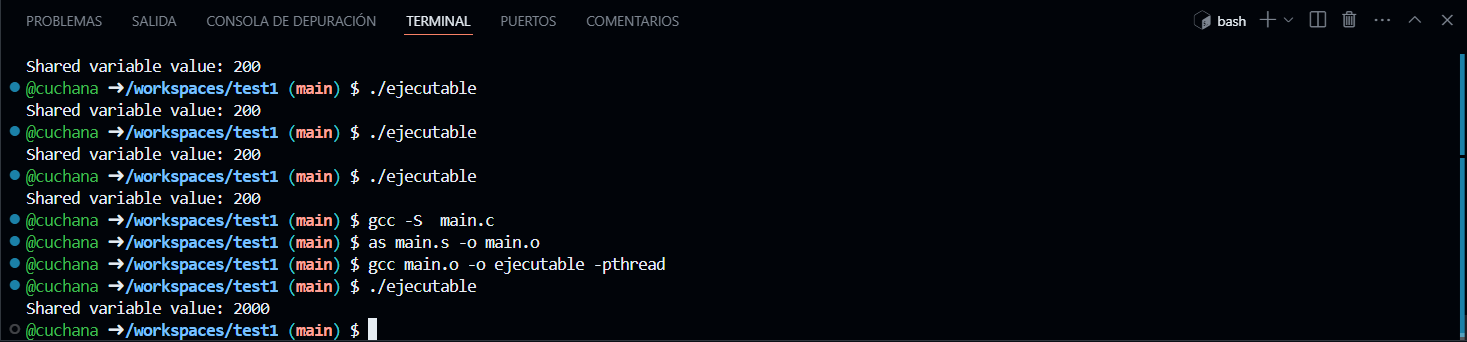 PROBLEMAS SALIDA CONSOLA DE DEPURACIÓN TERMINAL PUERTOS COMENTARIOS bash
Shared variable value: 200
@cuchana ➜/workspaces/test1 (main) $ ./ejecutable
Shared variable value: 200
@cuchana ➜/workspaces/test1 (main) $ ./ejecutable
Shared variable value: 200
@cuchana ➜/workspaces/test1 (main) $ ./ejecutable
Shared variable value: 200
@cuchana ➜/workspaces/test1 (main) $ gcc -S  main.c
@cuchana ➜/workspaces/test1 (main) $ as main.s -o main.o
@cuchana ➜/workspaces/test1 (main) $ gcc main.o -o ejecutable -pthread
@cuchana ➜/workspaces/test1 (main) $ ./ejecutable
Shared variable value: 2000
@cuchana ➜/workspaces/test1 (main) $